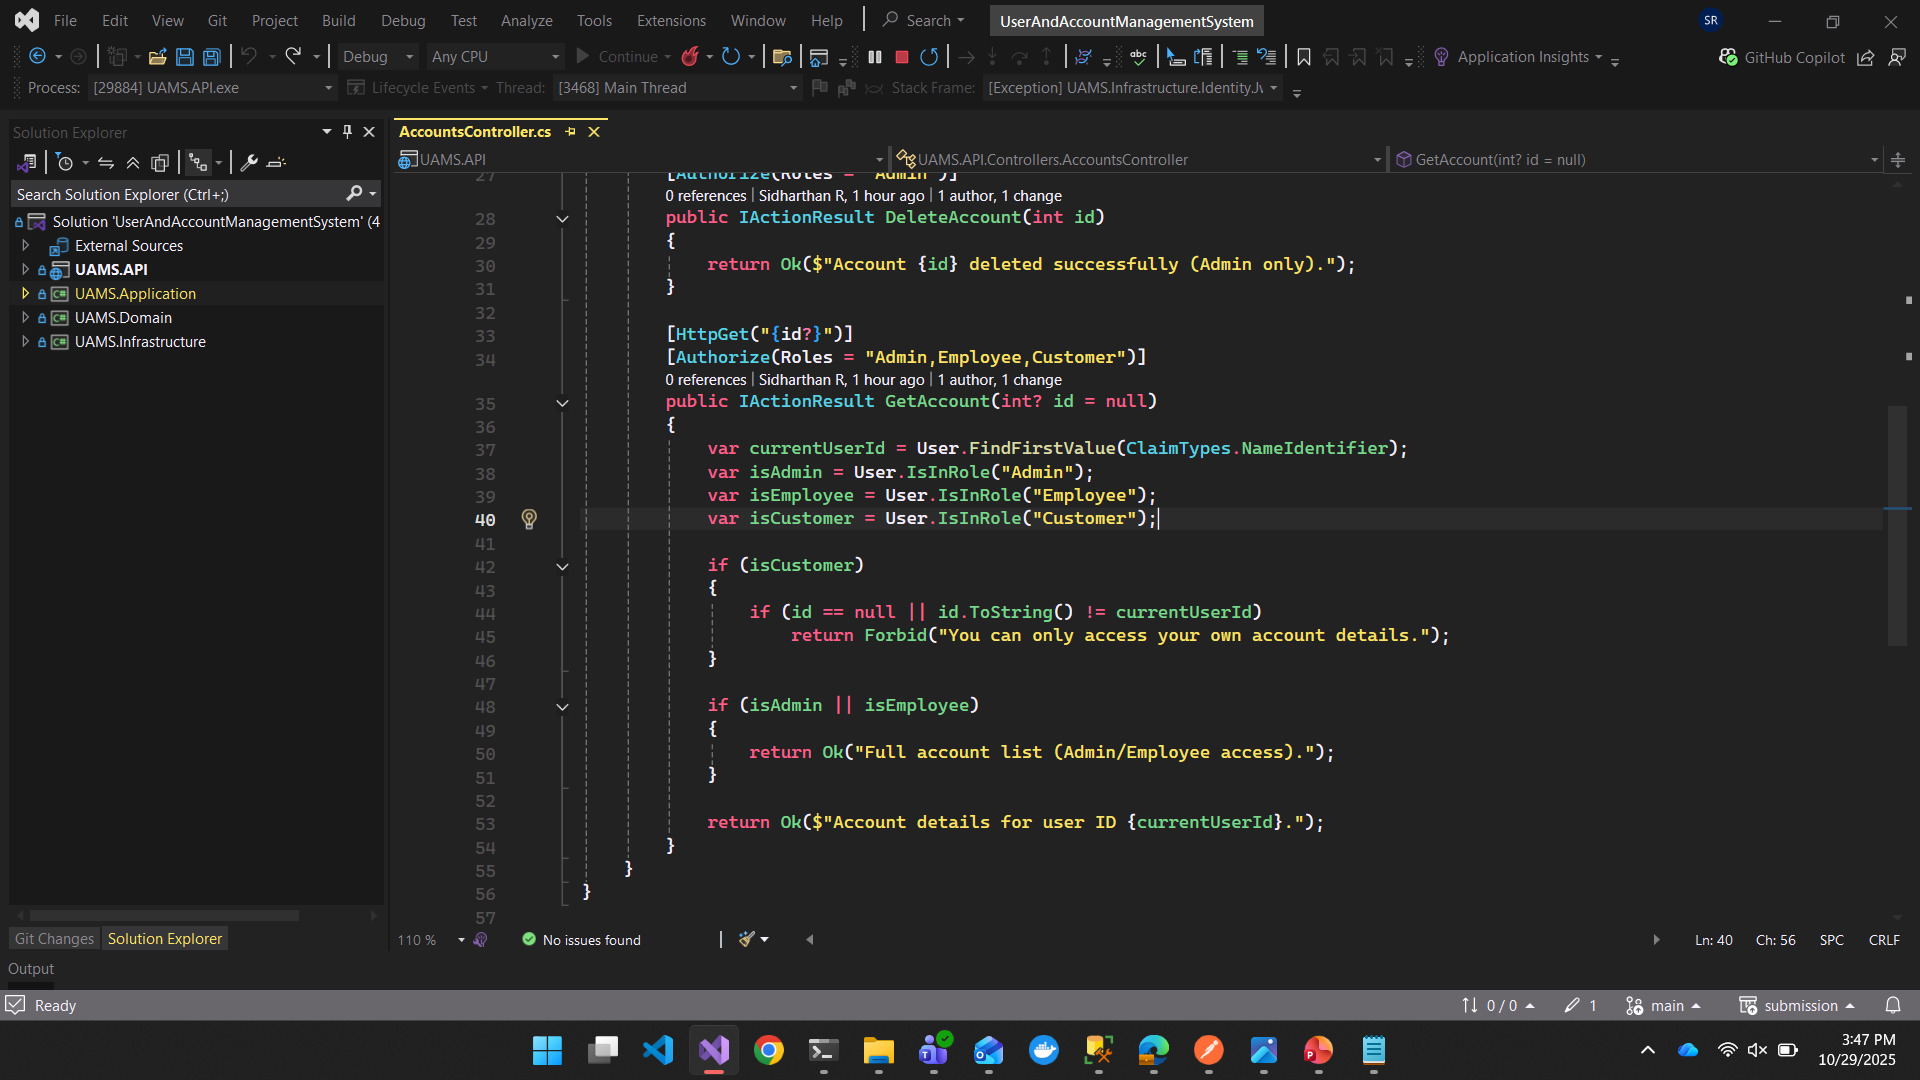 File Edit View Git Project Build Debug Test Analyze Tools Extensions Window Help Search UserAndAccountManagementSystem SR
Debug Any CPU Continue Application Insights GitHub Copilot
Process: [29884] UAMS.API.exe Lifecycle Events Thread: [3468] Main Thread Stack Frame: [Exception] UAMS.Infrastructure.Identity.Jv
Solution Explorer
Search Solution Explorer (Ctrl+;)
Solution 'UserAndAccountManagementSystem' (4
External Sources
UAMS.API
UAMS.Application
UAMS.Domain
UAMS.Infrastructure
Git Changes Solution Explorer
AccountsController.cs
UAMS.API UAMS.API.Controllers.AccountsController GetAccount(int? id = null)
27 [Authorize(Roles = "Admin")]
0 references | Sidharthan R, 1 hour ago | 1 author, 1 change
28 public IActionResult DeleteAccount(int id)
29 {
30 return Ok($"Account {id} deleted successfully (Admin only).");
31 }
32
33 [HttpGet("{id?}")]
34 [Authorize(Roles = "Admin,Employee,Customer")]
0 references | Sidharthan R, 1 hour ago | 1 author, 1 change
35 public IActionResult GetAccount(int? id = null)
36 {
37 var currentUserId = User.FindFirstValue(ClaimTypes.NameIdentifier);
38 var isAdmin = User.IsInRole("Admin");
39 var isEmployee = User.IsInRole("Employee");
40 var isCustomer = User.IsInRole("Customer");
41
42 if (isCustomer)
43 {
44 if (id == null || id.ToString() != currentUserId)
45 return Forbid("You can only access your own account details.");
46 }
47
48 if (isAdmin || isEmployee)
49 {
50 return Ok("Full account list (Admin/Employee access).");
51 }
52
53 return Ok($"Account details for user ID {currentUserId}.");
54 }
55 }
56 }
57
110 % No issues found Ln: 40 Ch: 56 SPC CRLF
Output
Ready 0 / 0 1 main submission
3:47 PM
10/29/2025